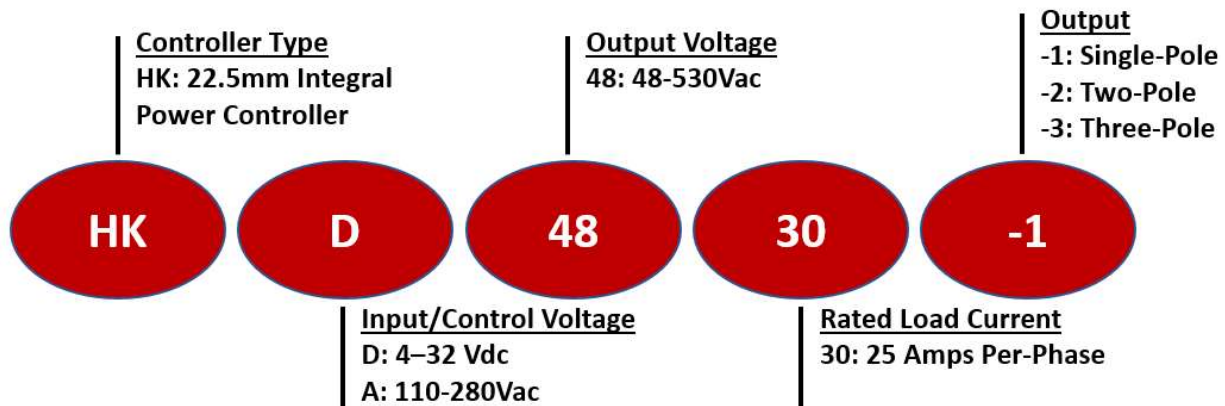 Controller Type
HK: 22.5mm Integral
Power Controller
Output Voltage
48: 48-530Vac
Output
-1: Single-Pole
-2: Two-Pole
-3: Three-Pole
HK
D
48
30
-1
Input/Control Voltage
D: 4–32 Vdc
A: 110-280Vac
Rated Load Current
30: 25 Amps Per-Phase